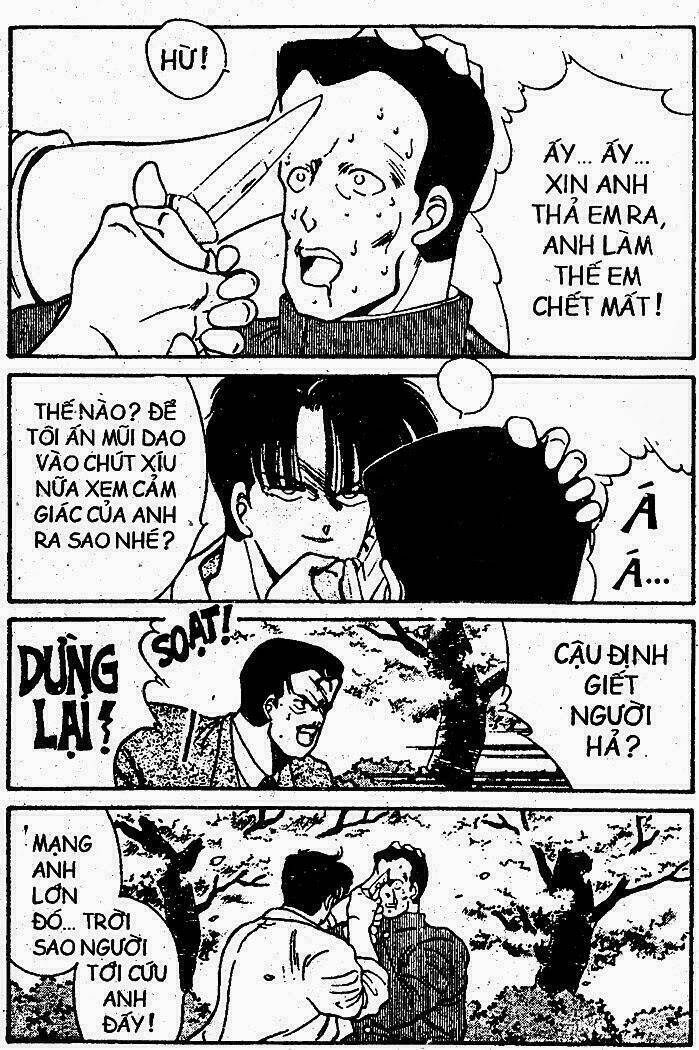 HỪ!
ẤY... ẤY...
XIN ANH
THẢ EM RA,
ANH LÀM
THẾ EM
CHẾT MẤT!
THẾ NÀO? ĐỂ
TÔI ẤN MŨI DAO
VÀO CHÚT XÍU
NỮA XEM CẢM
GIÁC CỦA ANH
RA SAO NHÉ?
Á
Á...
SOẠT!
DỪNG
LẠI!
CẬU ĐỊNH
GIẾT
NGƯỜI
HẢ?
MẠNG
ANH
LỚN
ĐÓ... TRỜI
SAO NGƯỜI
TỚI CỨU
ANH
ĐẤY!